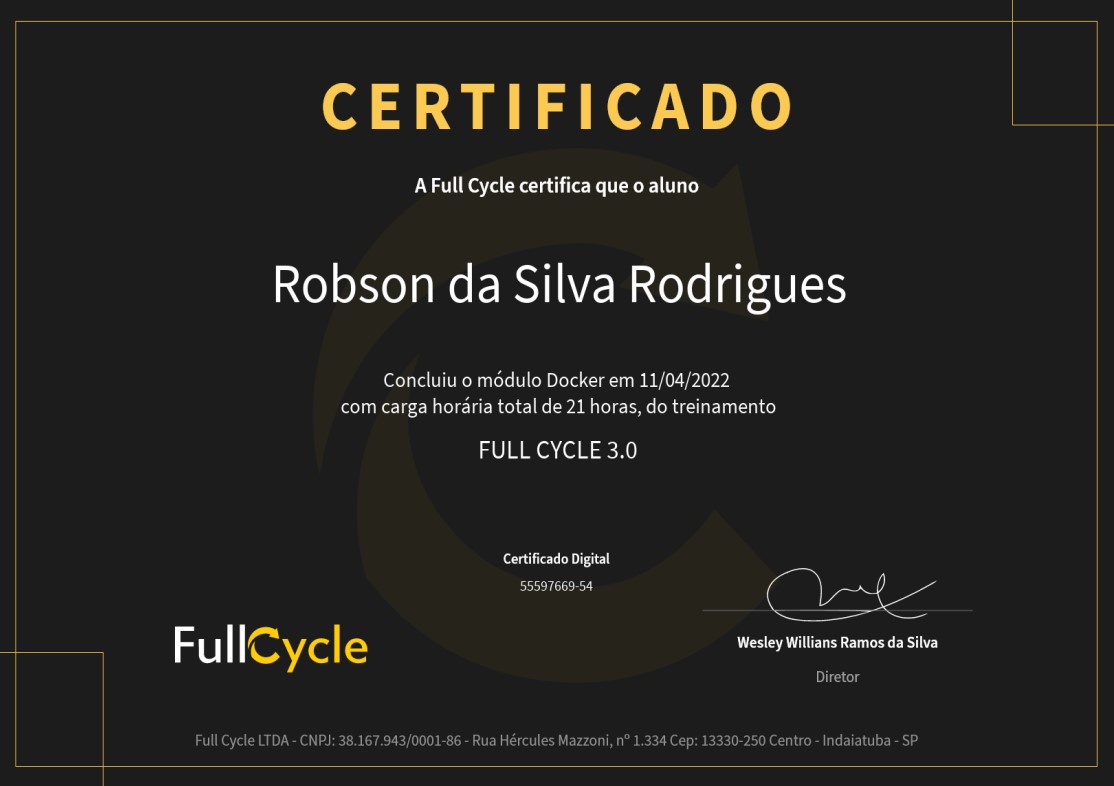 CERTIFICADO
A Full Cycle certifica que o aluno
Robson da Silva Rodrigues
Concluiu o módulo Docker em 11/04/2022
com carga horária total de 21 horas, do treinamento
FULL CYCLE 3.0
Certificado Digital
55597669-54
FullCycle
Wesley Willians Ramos da Silva
Diretor
Full Cycle LTDA - CNPJ: 38.167.943/0001-86 - Rua Hércules Mazzoni, nº 1.334 Cep: 13330-250 Centro - Indaiatuba - SP